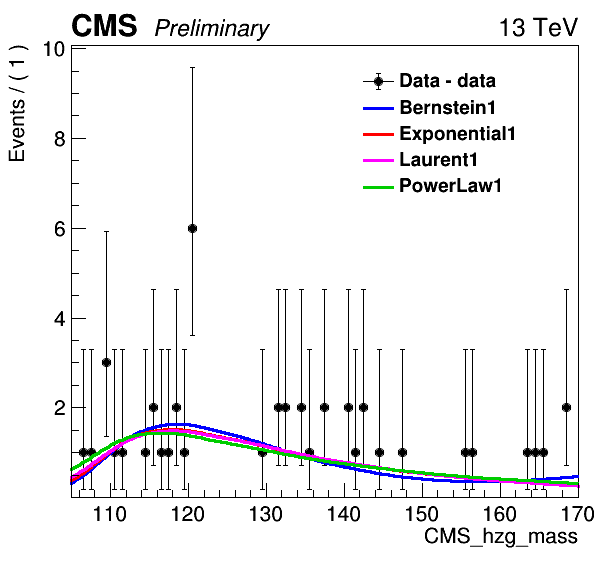 CMS Preliminary 13 TeV
Events / ( 1 )
10
8
6
4
2
Data - data
Bernstein1
Exponential1
Laurent1
PowerLaw1
110 120 130 140 150 160 170
CMS_hzg_mass